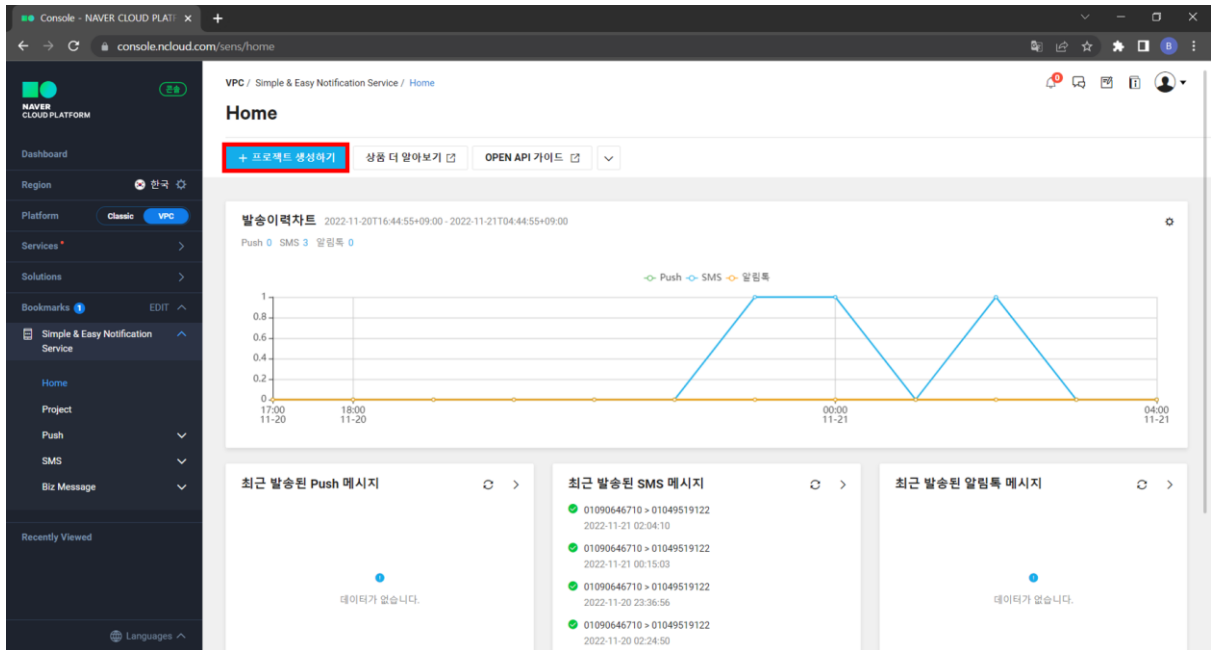 Console - NAVER CLOUD PLAT
console.ncloud.com/sens/home
B
NAVER
CLOUD PLATFORM
콘솔
Dashboard
Region 한국
Platform Classic VPC
Services
Solutions
Bookmarks 1 EDIT
Simple & Easy Notification
Service
Home
Project
Push
SMS
Biz Message
Recently Viewed
Languages
VPC / Simple & Easy Notification Service / Home
0
Home
+ 프로젝트 생성하기
상품 더 알아보기
OPEN API 가이드
발송이력차트 2022-11-20T16:44:55+09:00 - 2022-11-21T04:44:55+09:00
Push 0 SMS 3 알림톡 0
Push SMS 알림톡
1
0.8
0.6
0.4
0.2
0
17:00 18:00 00:00 04:00
11-20 11-20 11-21 11-21
최근 발송된 Push 메시지
데이터가 없습니다.
최근 발송된 SMS 메시지
01090646710 > 01049519122
2022-11-21 02:04:10
01090646710 > 01049519122
2022-11-21 00:15:03
01090646710 > 01049519122
2022-11-20 23:36:56
01090646710 > 01049519122
2022-11-20 02:24:50
최근 발송된 알림톡 메시지
데이터가 없습니다.